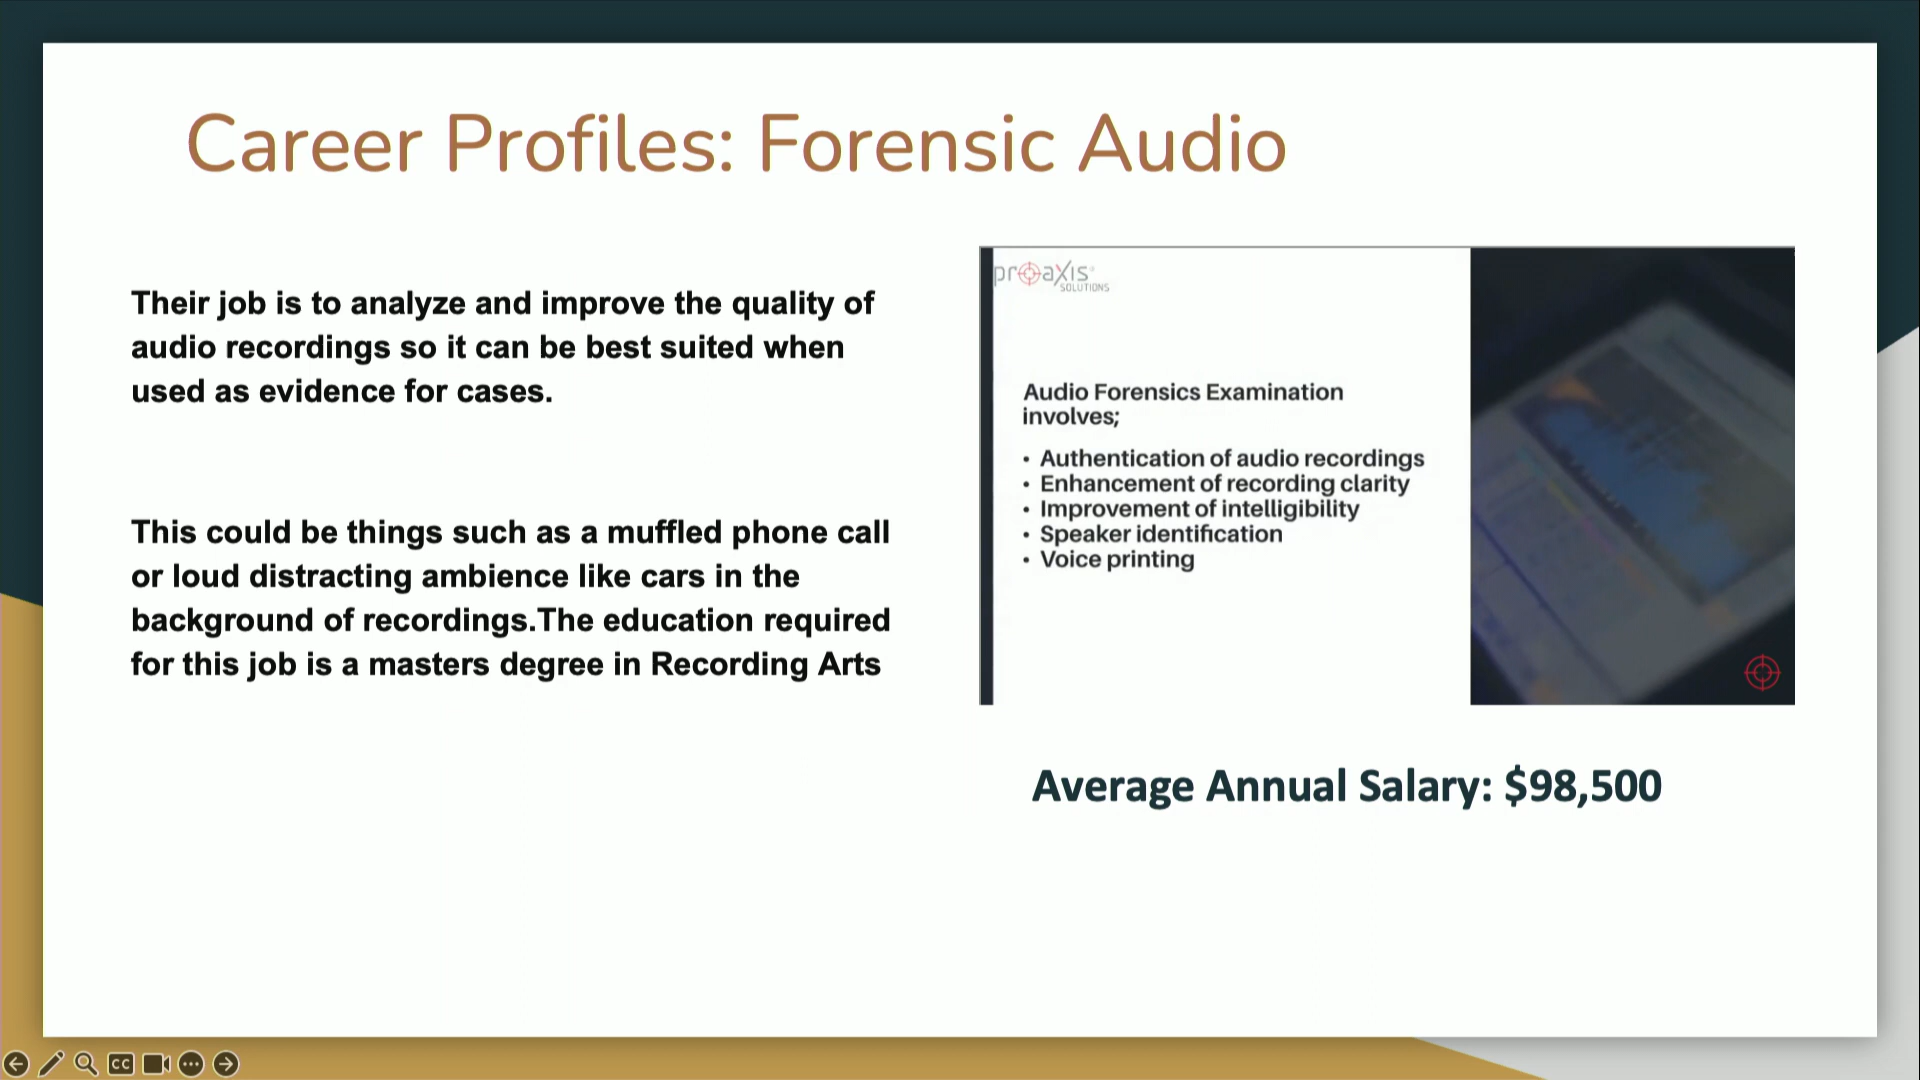 Career Profiles: Forensic Audio
Their job is to analyze and improve the quality of
audio recordings so it can be best suited when
used as evidence for cases.
This could be things such as a muffled phone call
or loud distracting ambience like cars in the
background of recordings.The education required
for this job is a masters degree in Recording Arts
proaxis
SOLUTIONS
Audio Forensics Examination
involves;
• Authentication of audio recordings
• Enhancement of recording clarity
• Improvement of intelligibility
• Speaker identification
• Voice printing
Average Annual Salary: $98,500
CC